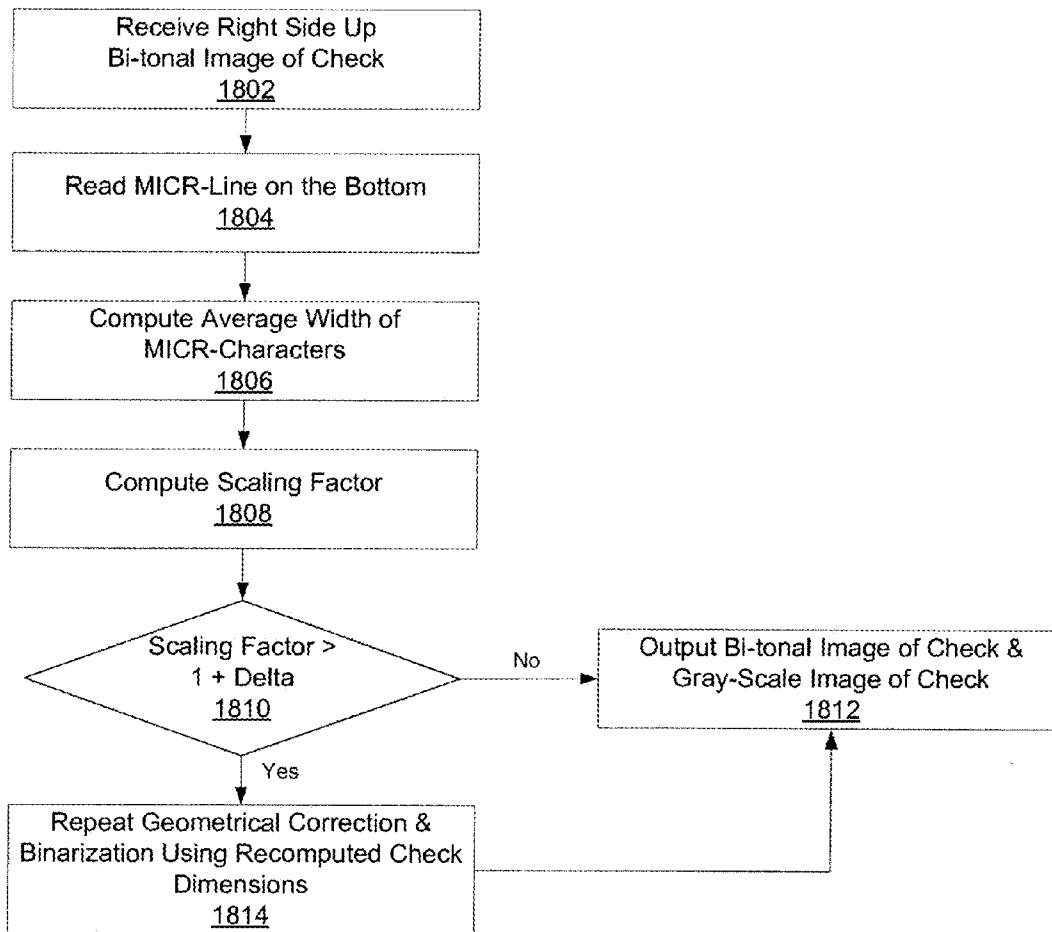 Receive Right Side Up
Bi-tonal Image of Check
1802
Read MICR-Line on the Bottom
1804
Compute Average Width of
MICR-Characters
1806
Compute Scaling Factor
1808
Scaling Factor >
1 + Delta
1810
No
Output Bi-tonal Image of Check &
Gray-Scale Image of Check
1812
Yes
Repeat Geometrical Correction &
Binarization Using Recomputed Check
Dimensions
1814